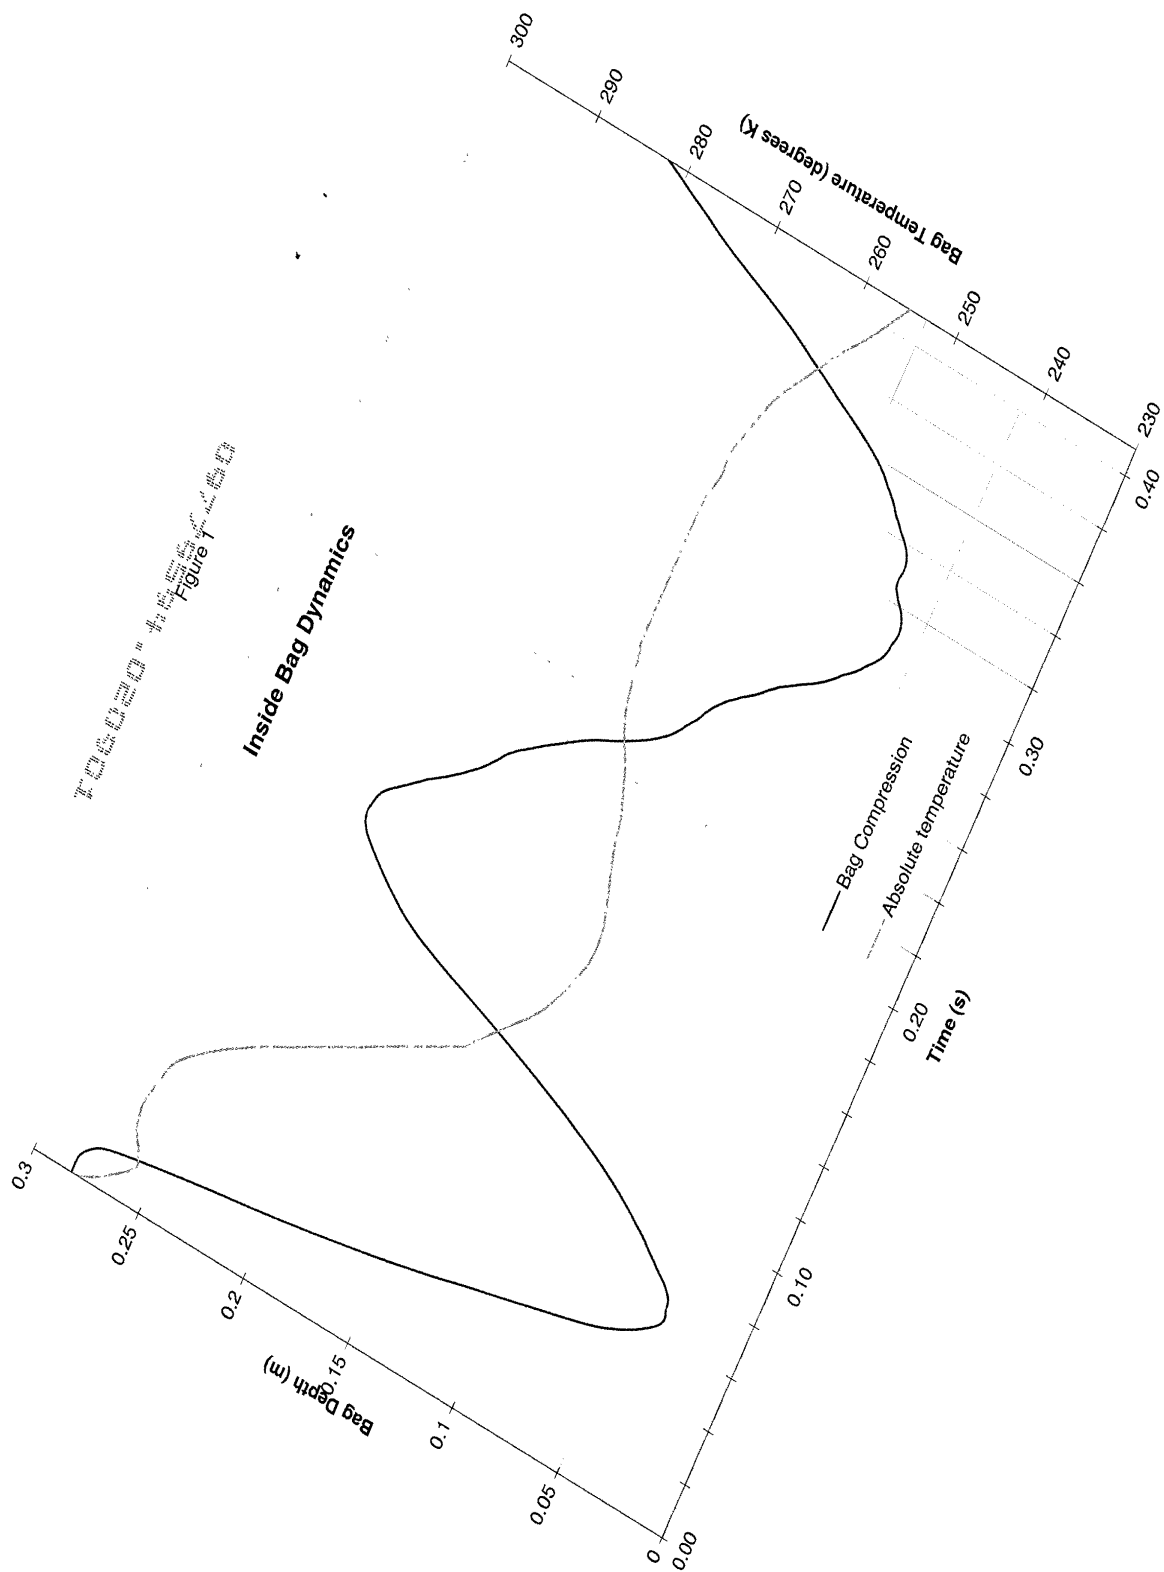 Figure 1
Inside Bag Dynamics
0.3
0.25
0.2
0.15
0.1
0.05
0
Bag Depth (m)
300
290
280
270
260
250
240
230
Bag Temperature (degrees K)
Bag Compression
Absolute temperature
0.00
0.10
0.20
0.30
0.40
Time (s)